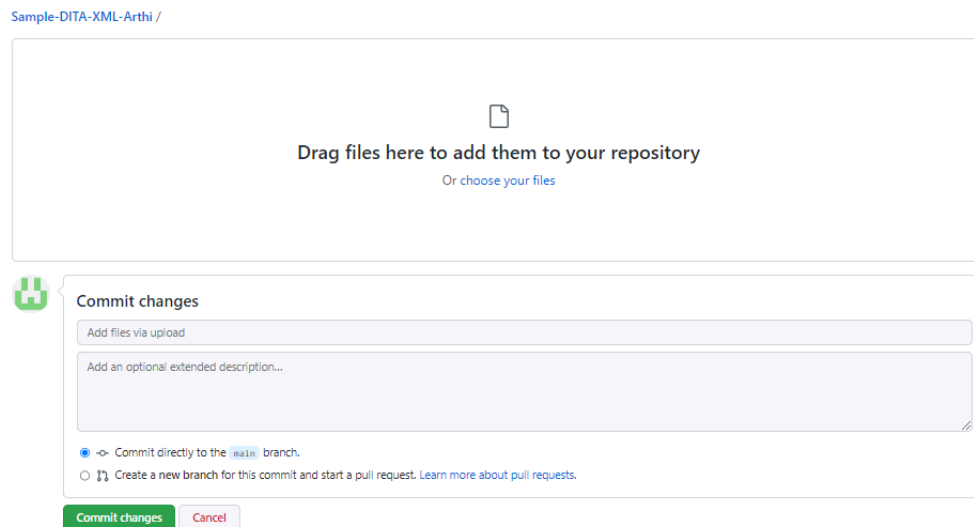 Sample-DITA-XML-Arthi /
Drag files here to add them to your repository
Or choose your files
Commit changes
Add files via upload
Add an optional extended description...
Commit directly to the main branch.
Create a new branch for this commit and start a pull request. Learn more about pull requests.
Commit changes Cancel